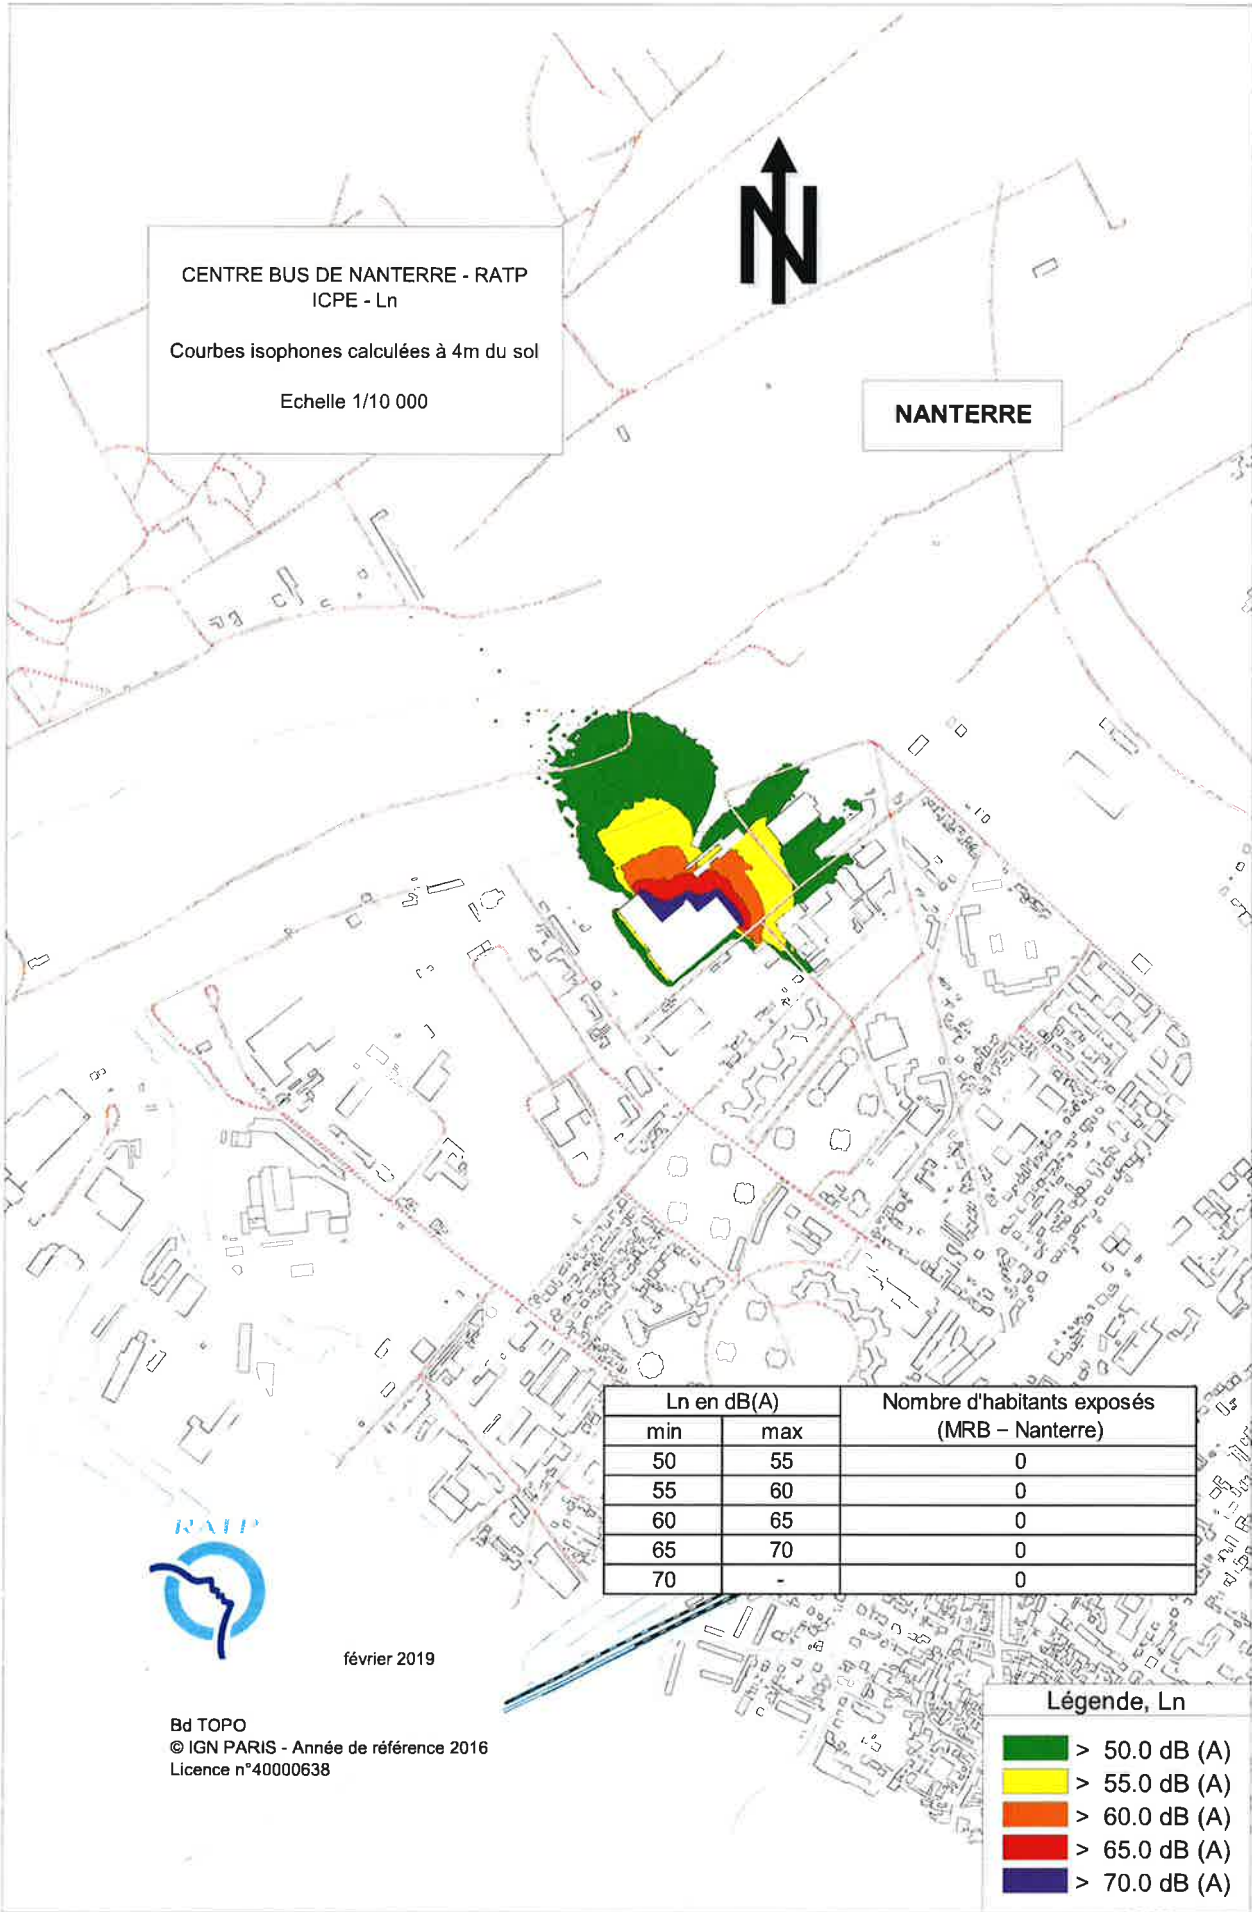 CENTRE BUS DE NANTERRE - RATP
ICPE - Ln
Courbes isophones calculées à 4m du sol
Echelle 1/10 000
N
NANTERRE
Ln en dB(A) Nombre d'habitants exposés
min max (MRB – Nanterre)
50 55 0
55 60 0
60 65 0
65 70 0
70 - 0
RATP
février 2019
Bd TOPO
© IGN PARIS - Année de référence 2016
Licence n°40000638
Légende, Ln
> 50.0 dB (A)
> 55.0 dB (A)
> 60.0 dB (A)
> 65.0 dB (A)
> 70.0 dB (A)